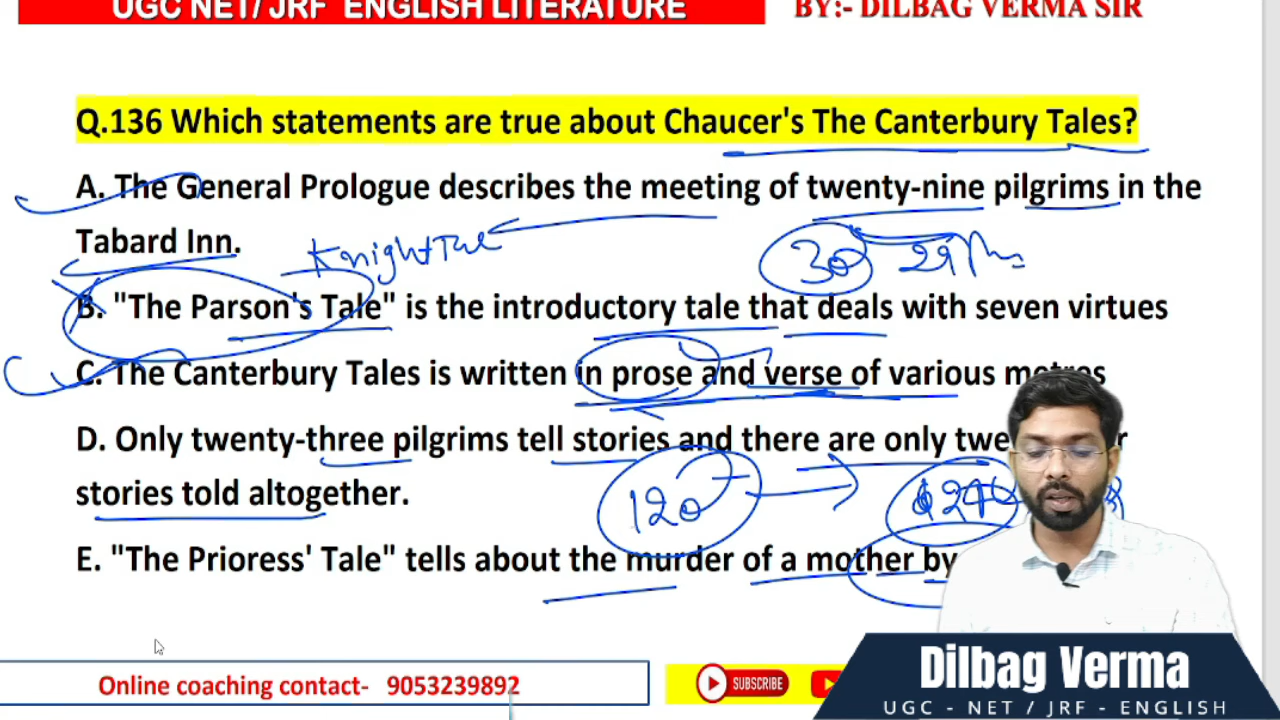 UGC NET/ JRF ENGLISH LITERATURE
BY:- DILBAG VERMA SIR
Q.136 Which statements are true about Chaucer's The Canterbury Tales?
A. The General Prologue describes the meeting of twenty-nine pilgrims in the
Tabard Inn.
Knight Tale
30 29
B. "The Parson's Tale" is the introductory tale that deals with seven virtues
C. The Canterbury Tales is written in prose and verse of various metres
D. Only twenty-three pilgrims tell stories and there are only
stories told altogether.
120 24
E. "The Prioress' Tale" tells about the murder of a mother by
Online coaching contact- 9053239892
SUBSCRIBE
Dilbag Verma
UGC - NET / JRF - ENGLISH